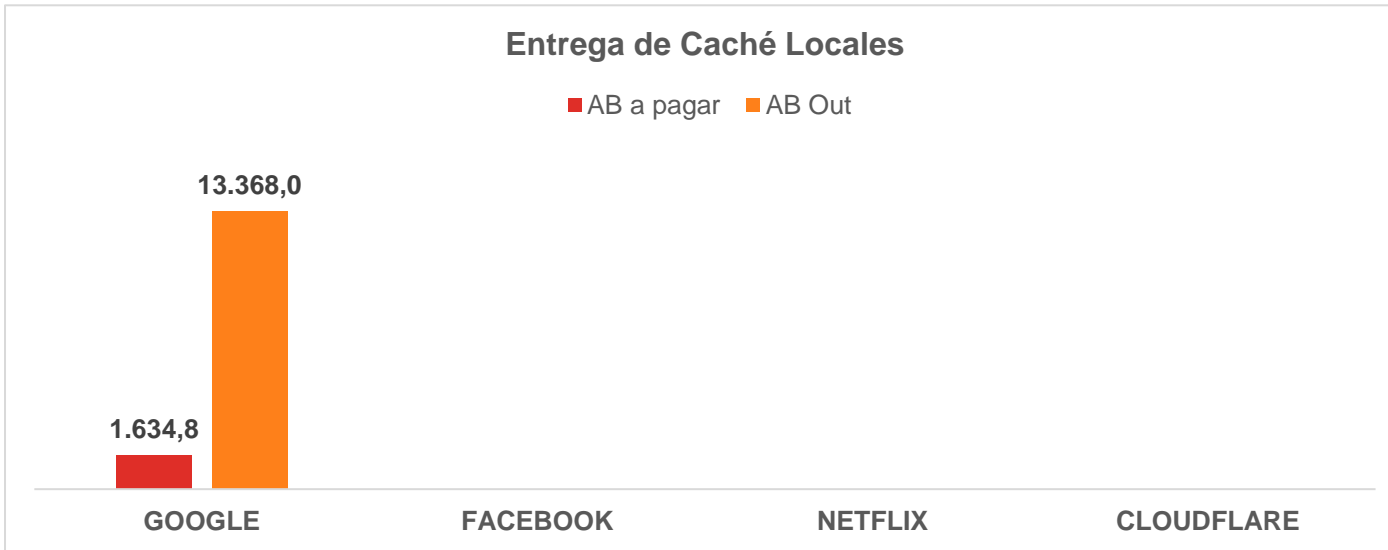 Entrega de Caché Locales
AB a pagar AB Out
13.368,0
1.634,8
GOOGLE FACEBOOK NETFLIX CLOUDFLARE